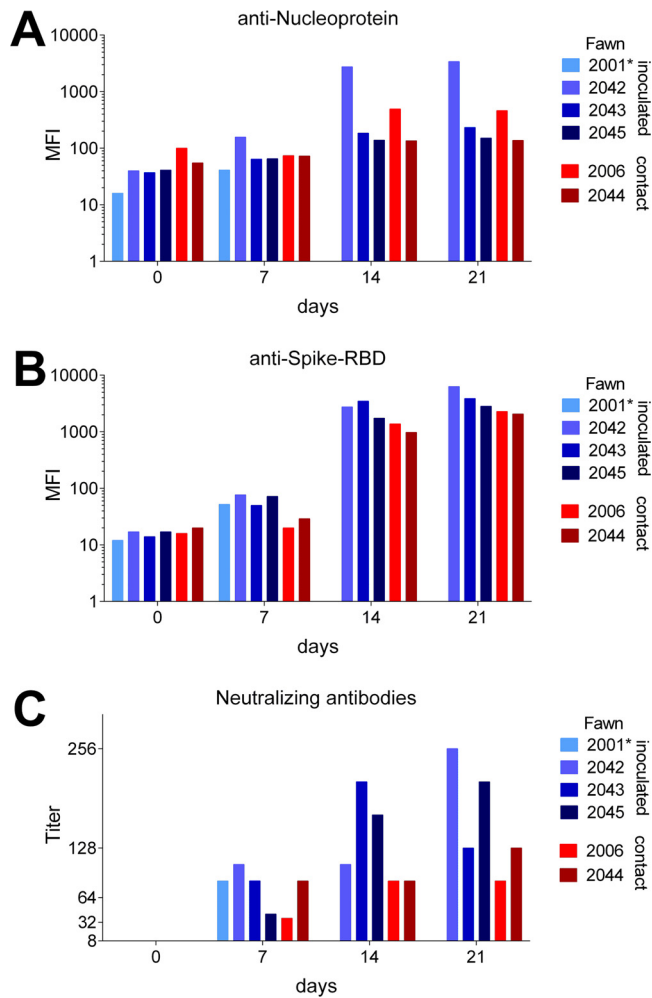 A
anti-Nucleoprotein
10000
1000
100
10
1
MFI
0 7 14 21
days
Fawn
2001*
2042
2043
2045
inoculated
2006
2044
contact
B
anti-Spike-RBD
10000
1000
100
10
1
MFI
0 7 14 21
days
Fawn
2001*
2042
2043
2045
inoculated
2006
2044
contact
C
Neutralizing antibodies
256
128
64
32
8
Titer
0 7 14 21
days
Fawn
2001*
2042
2043
2045
inoculated
2006
2044
contact